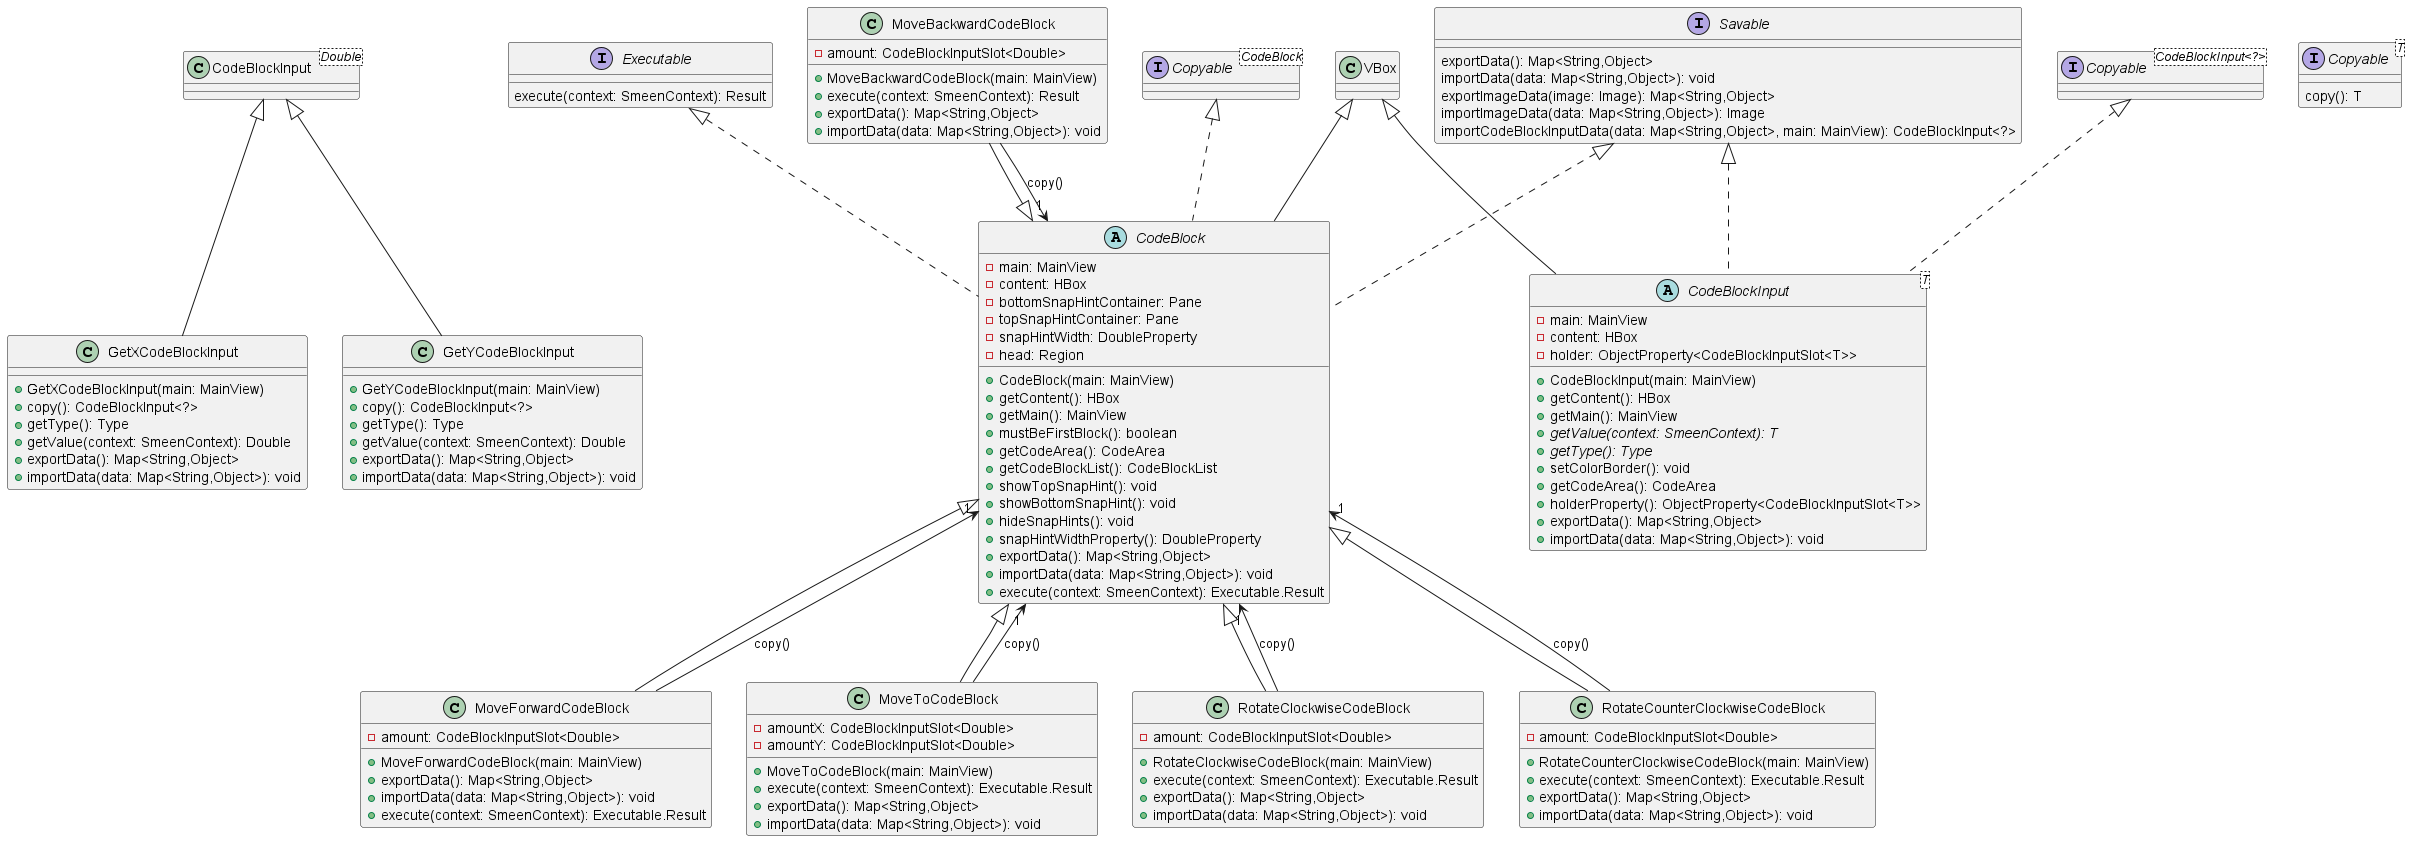 C CodeBlockInput Double
I Executable
execute(context: SmeenContext): Result
C MoveBackwardCodeBlock
amount: CodeBlockInputSlot<Double>
MoveBackwardCodeBlock(main: MainView)
execute(context: SmeenContext): Result
exportData(): Map<String,Object>
importData(data: Map<String,Object>): void
I Copyable CodeBlock
C VBox
I Savable
exportData(): Map<String,Object>
importData(data: Map<String,Object>): void
exportImageData(image: Image): Map<String,Object>
importImageData(data: Map<String,Object>): Image
importCodeBlockInputData(data: Map<String,Object>, main: MainView): CodeBlockInput<?>
I Copyable CodeBlockInput<?>
I Copyable T
copy(): T
copy()
1
C GetXCodeBlockInput
GetXCodeBlockInput(main: MainView)
copy(): CodeBlockInput<?>
getType(): Type
getValue(context: SmeenContext): Double
exportData(): Map<String,Object>
importData(data: Map<String,Object>): void
C GetYCodeBlockInput
GetYCodeBlockInput(main: MainView)
copy(): CodeBlockInput<?>
getType(): Type
getValue(context: SmeenContext): Double
exportData(): Map<String,Object>
importData(data: Map<String,Object>): void
A CodeBlock
main: MainView
content: HBox
bottomSnapHintContainer: Pane
topSnapHintContainer: Pane
snapHintWidth: DoubleProperty
head: Region
CodeBlock(main: MainView)
getContent(): HBox
getMain(): MainView
mustBeFirstBlock(): boolean
getCodeArea(): CodeArea
getCodeBlockList(): CodeBlockList
showTopSnapHint(): void
showBottomSnapHint(): void
hideSnapHints(): void
snapHintWidthProperty(): DoubleProperty
exportData(): Map<String,Object>
importData(data: Map<String,Object>): void
execute(context: SmeenContext): Executable.Result
A CodeBlockInput T
main: MainView
content: HBox
holder: ObjectProperty<CodeBlockInputSlot<T>>
CodeBlockInput(main: MainView)
getContent(): HBox
getMain(): MainView
getValue(context: SmeenContext): T
getType(): Type
setColorBorder(): void
getCodeArea(): CodeArea
holderProperty(): ObjectProperty<CodeBlockInputSlot<T>>
exportData(): Map<String,Object>
importData(data: Map<String,Object>): void
1
1
1
1
copy()
copy()
copy()
copy()
C MoveForwardCodeBlock
amount: CodeBlockInputSlot<Double>
MoveForwardCodeBlock(main: MainView)
exportData(): Map<String,Object>
importData(data: Map<String,Object>): void
execute(context: SmeenContext): Executable.Result
C MoveToCodeBlock
amountX: CodeBlockInputSlot<Double>
amountY: CodeBlockInputSlot<Double>
MoveToCodeBlock(main: MainView)
execute(context: SmeenContext): Executable.Result
exportData(): Map<String,Object>
importData(data: Map<String,Object>): void
C RotateClockwiseCodeBlock
amount: CodeBlockInputSlot<Double>
RotateClockwiseCodeBlock(main: MainView)
execute(context: SmeenContext): Executable.Result
exportData(): Map<String,Object>
importData(data: Map<String,Object>): void
C RotateCounterClockwiseCodeBlock
amount: CodeBlockInputSlot<Double>
RotateCounterClockwiseCodeBlock(main: MainView)
execute(context: SmeenContext): Executable.Result
exportData(): Map<String,Object>
importData(data: Map<String,Object>): void